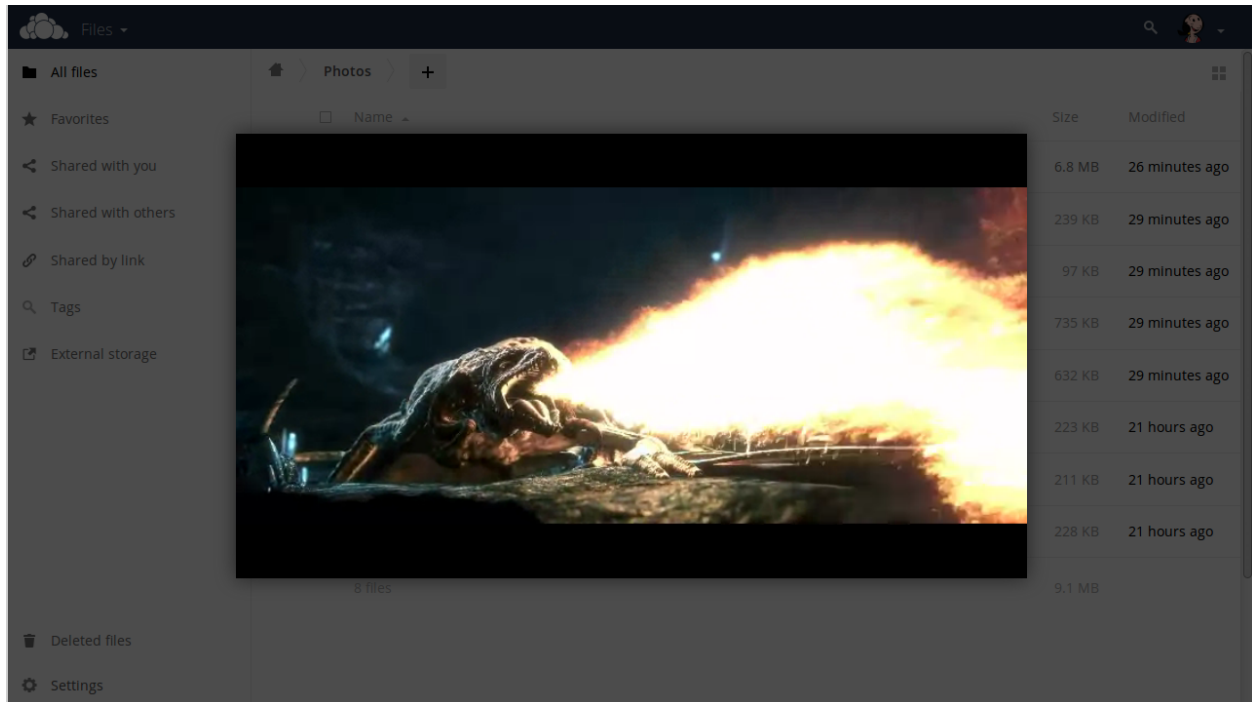 Files
All files
Favorites
Shared with you
Shared with others
Shared by link
Tags
External storage
Deleted files
Settings
Photos +
Name Size Modified
6.8 MB 26 minutes ago
239 KB 29 minutes ago
97 KB 29 minutes ago
735 KB 29 minutes ago
632 KB 29 minutes ago
223 KB 21 hours ago
211 KB 21 hours ago
228 KB 21 hours ago
8 files 9.1 MB